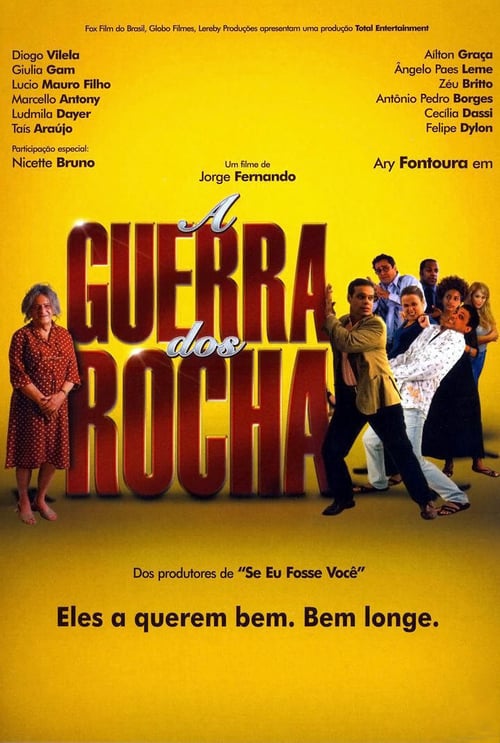 Fox Film do Brasil, Globo Filmes, Lereby Produções apresentam uma produção Total Entertainment
Diogo Vilela
Giulia Gam
Lucio Mauro Filho
Marcello Antony
Ludmila Dayer
Taís Araújo
Participação especial:
Nicette Bruno
Aílton Graça
Ângelo Paes Leme
Zéu Britto
Antônio Pedro Borges
Cecília Dassi
Felipe Dylon
Um filme de
Jorge Fernando
Ary Fontoura em
A
GUERRA
dos
ROCHA
Dos produtores de "Se Eu Fosse Você"
Eles a querem bem. Bem longe.